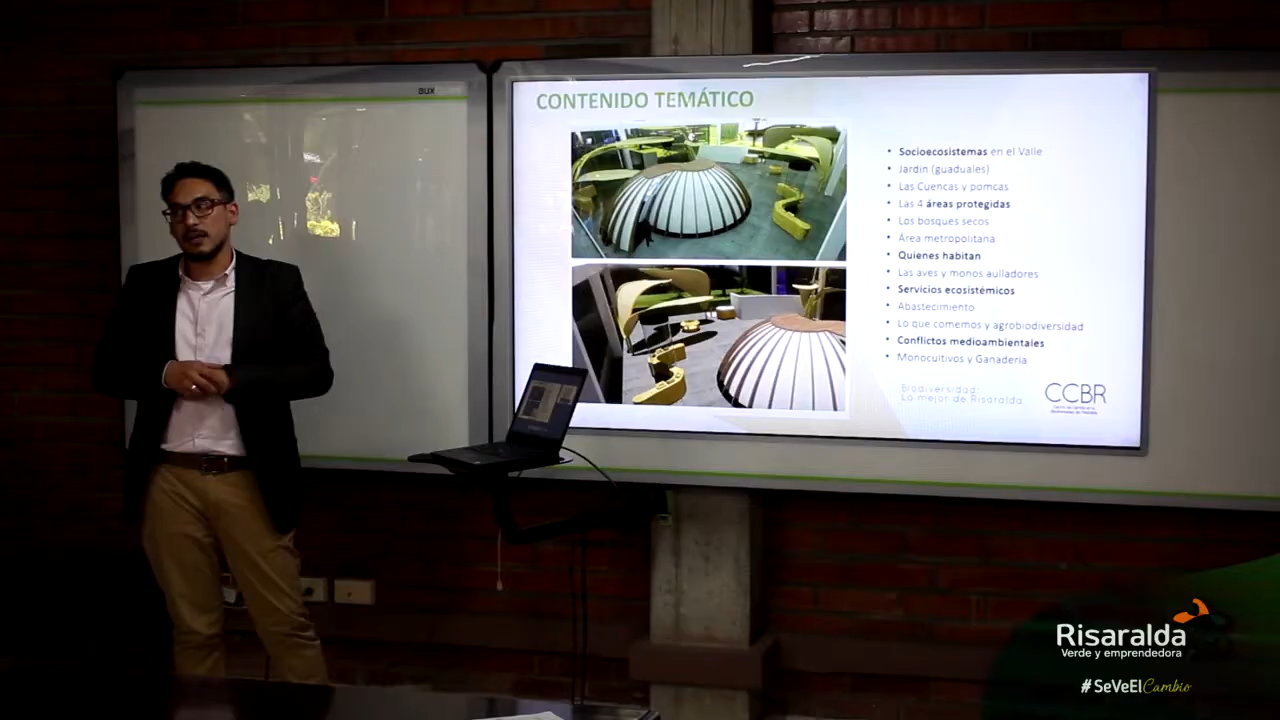 aux
CONTENIDO TEMÁTICO
• Socioecosistemas en el Valle
• Jardin (guaduales)
• Las Cuencas y pomcas
• Las 4 áreas protegidas
• Los bosques secos
• Área metropolitana
• Quienes habitan
• Las aves y monos aulladores
• Servicios ecosistémicos
• Abastecimiento
• Lo que comemos y agrobiodiversidad
• Conflictos medioambientales
• Monocultivos y Ganadería
Biodiversidad:
Lo mejor de Risaralda
CCBR
Risaralda
Verde y emprendedora
#SeVeElCambio